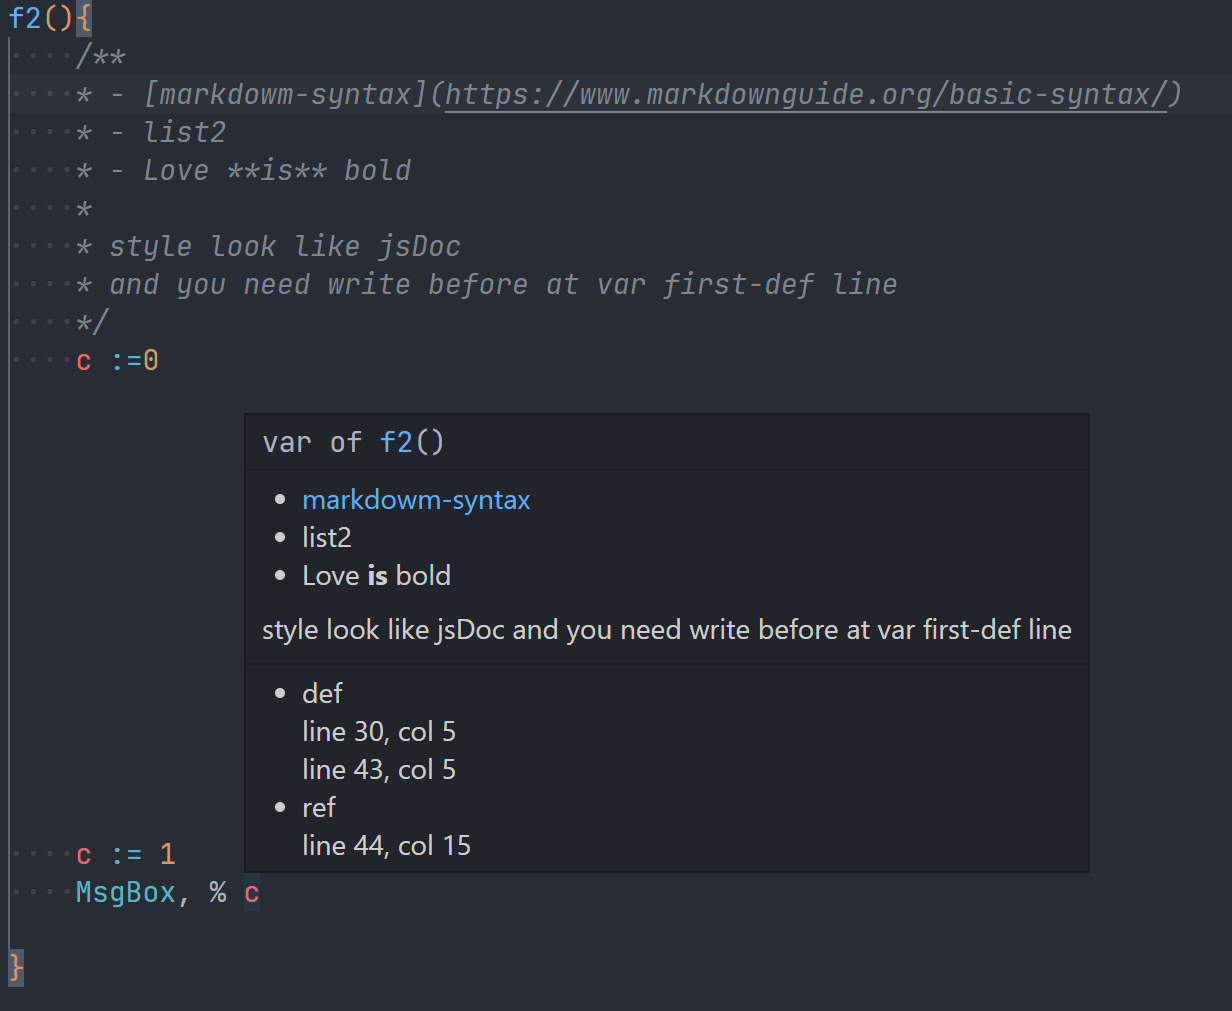 f2(){
/**
* - [markdowm-syntax](https://www.markdownguide.org/basic-syntax/)
* - list2
* - Love **is** bold
*
* style look like jsDoc
* and you need write before at var first-def line
*/
c :=0
var of f2()
• markdowm-syntax
• list2
• Love is bold
style look like jsDoc and you need write before at var first-def line
• def
line 30, col 5
line 43, col 5
• ref
line 44, col 15
c := 1
MsgBox, % c
}